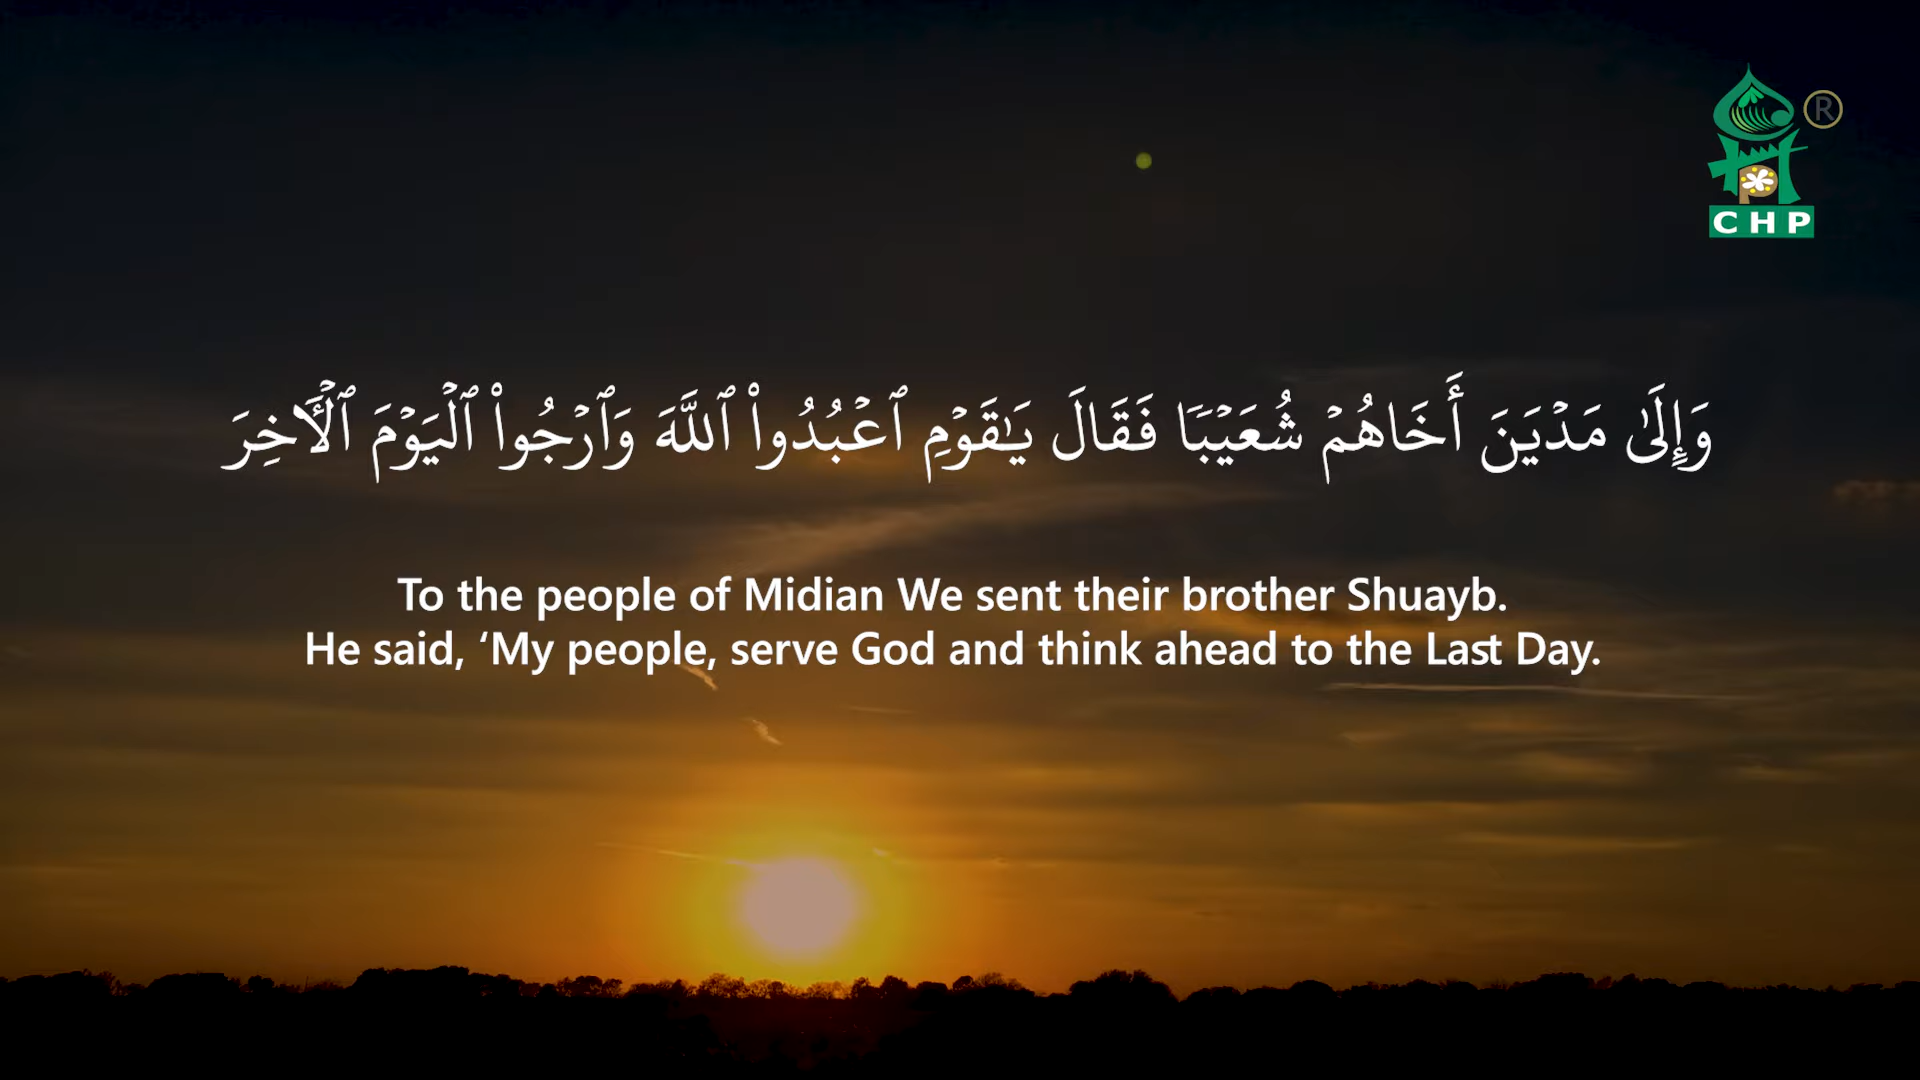 ®
CHP
وَإِلَىٰ مَدْيَنَ أَخَاهُمْ شُعَيْبًا فَقَالَ يَـٰقَوْمِ ٱعْبُدُوا۟ ٱللَّهَ وَٱرْجُوا۟ ٱلْيَوْمَ ٱلْـَٔاخِرَ
To the people of Midian We sent their brother Shuayb.
He said, ‘My people, serve God and think ahead to the Last Day.